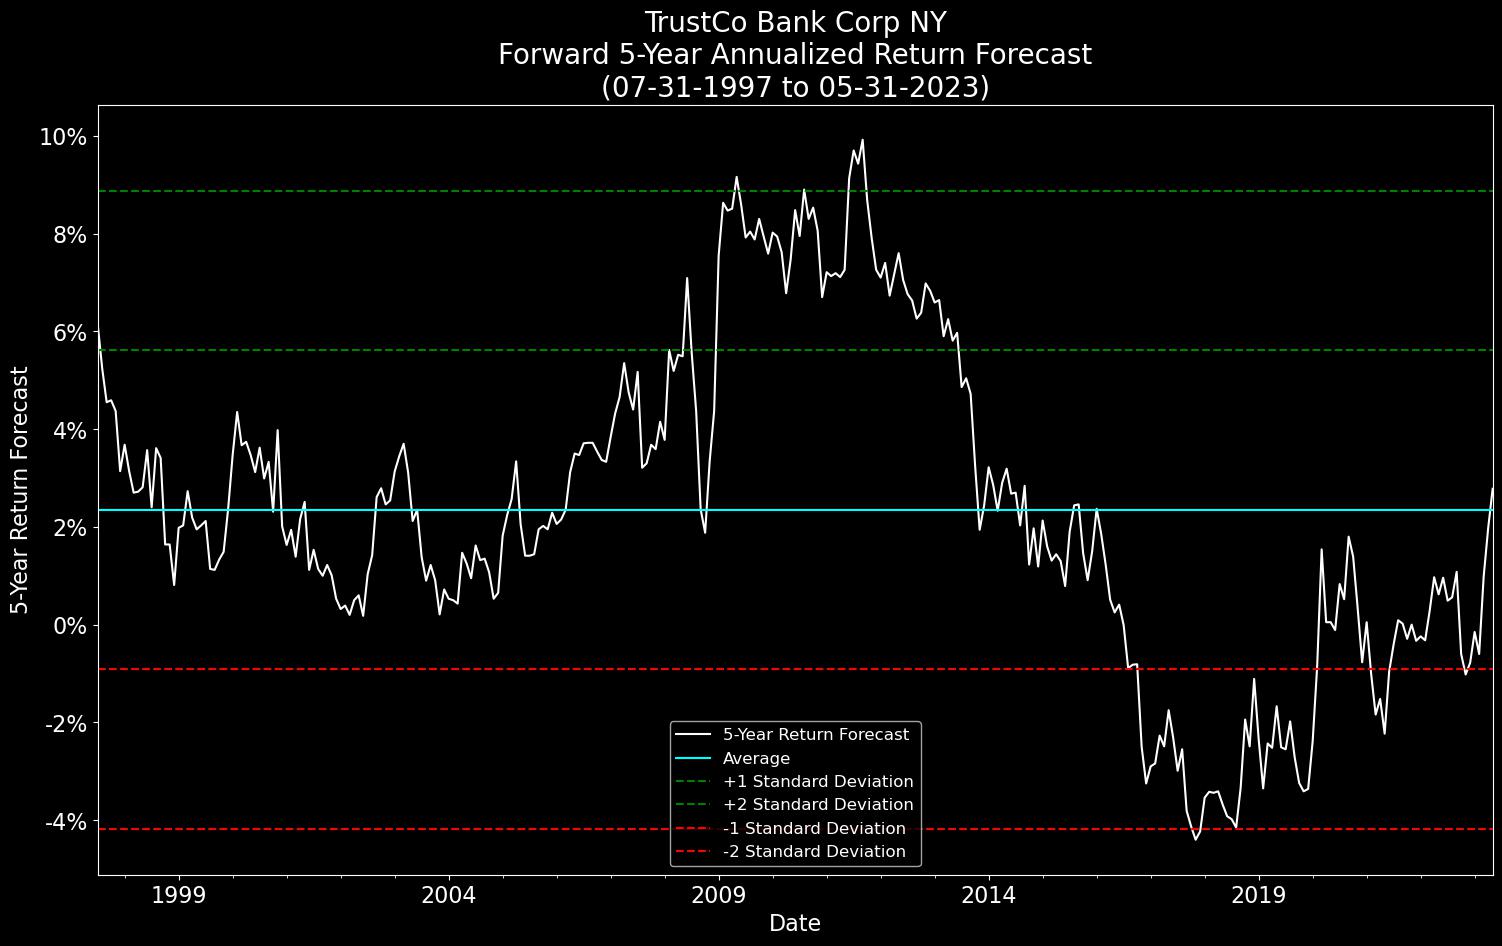 TrustCo Bank Corp NY
Forward 5-Year Annualized Return Forecast
(07-31-1997 to 05-31-2023)
10%
8%
6%
4%
2%
0%
-2%
-4%
5-Year Return Forecast
5-Year Return Forecast
Average
+1 Standard Deviation
+2 Standard Deviation
-1 Standard Deviation
-2 Standard Deviation
1999 2004 2009 2014 2019
Date